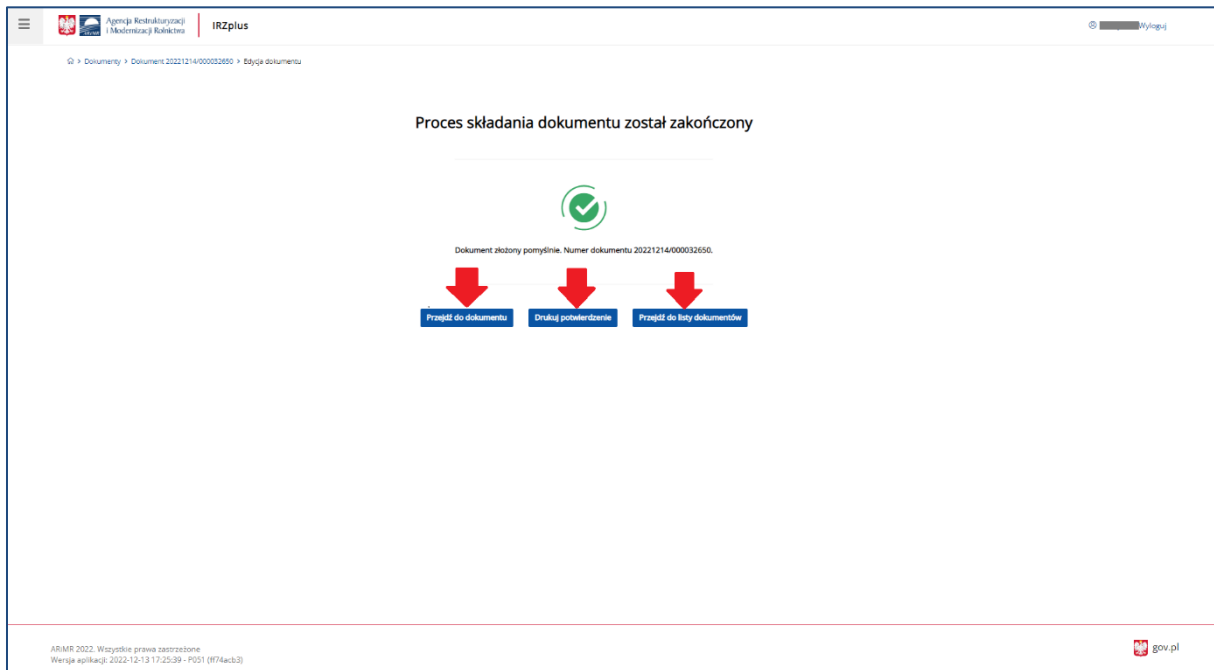 Agencja Restrukturyzacji
i Modernizacji Rolnictwa
IRZplus
Wyloguj
> Dokumenty > Dokument 20221214/000032650 > Edycja dokumentu
Proces składania dokumentu został zakończony
Dokument złożony pomyślnie. Numer dokumentu 20221214/000032650.
Przejdź do dokumentu
Drukuj potwierdzenie
Przejdź do listy dokumentów
ARiMR 2022. Wszystkie prawa zastrzeżone
Wersja aplikacji: 2022-12-13 17:25:39 - P051 (ff74acb3)
gov.pl